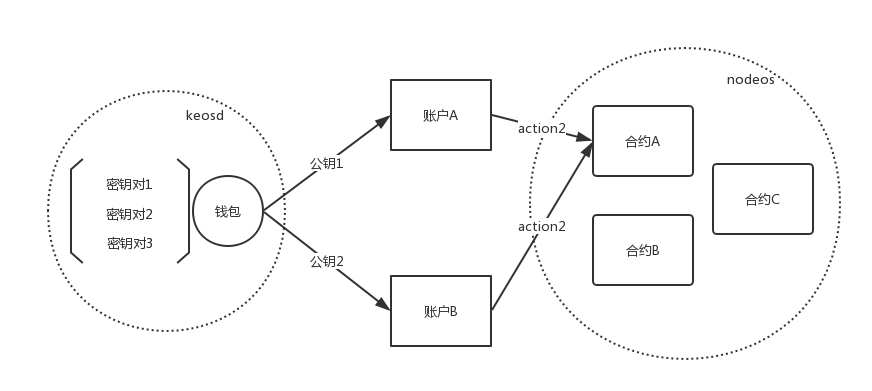 keosd
密钥对1
密钥对2
密钥对3
钱包
公钥1
公钥2
账户A
账户B
action2
action2
nodeos
合约A
合约B
合约C